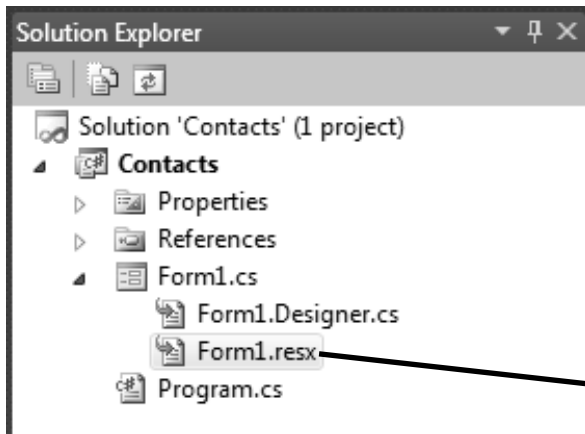 Solution Explorer
Solution 'Contacts' (1 project)
C# Contacts
Properties
References
Form1.cs
Form1.Designer.cs
Form1.resx
C# Program.cs